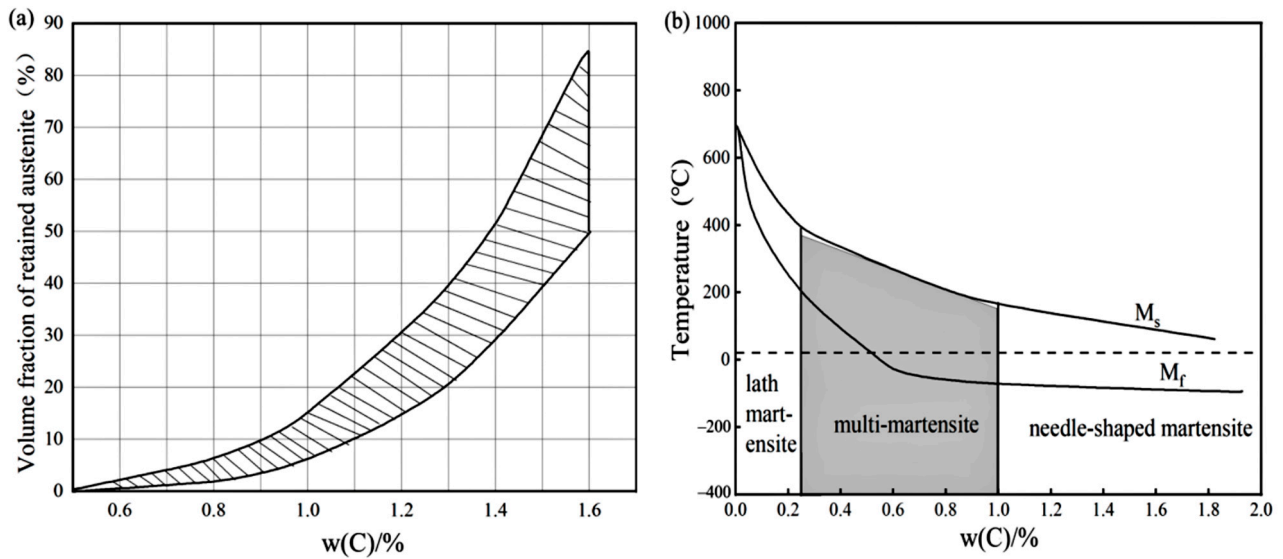 (a)
Volume fraction of retained austenite (%)
90
80
70
60
50
40
30
20
10
0
0.6
0.8
1.0
1.2
1.4
1.6
w(C)/%
(b)
Temperature (°C)
1000
800
600
400
200
0
−200
−400
Ms
Mf
lath
mart-
ensite
multi-martensite
needle-shaped martensite
0.0
0.2
0.4
0.6
0.8
1.0
1.2
1.4
1.6
1.8
2.0
w(C)/%